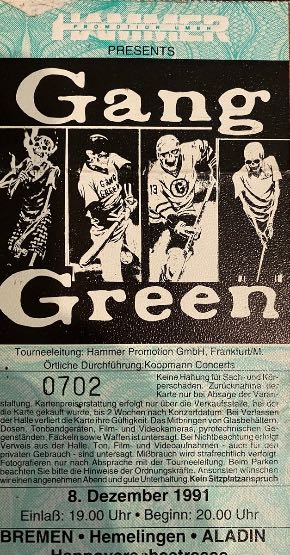 HAMMER
PROMOTION GMBH
PRESENTS
Gang
GANG
GREEN
13
Green
Tourneeleitung: Hammer Promotion GmbH, Frankfurt/M.
Örtliche Durchführung: Koopmann Concerts
0702
Keine Haftung für Sach- und Kör-
perschäden. Zurücknahme der
Karte nur bei Absage der Veran-
staltung. Kartenpreiserstattung erfolgt nur über die Verkaufsstelle, bei der
die Karte gekauft wurde, bis 2 Wochen nach Konzertdatum. Bei Verlassen
der Halle verliert die Karte ihre Gültigkeit. Das Mitbringen von Glasbehältern,
Dosen, Tonbandgeräten, Film- und Videokameras, pyrotechnischen Ge-
genständen, Fackeln sowie Waffen ist untersagt. Bei Nichtbeachtung erfolgt
Verweis aus der Halle. Ton, Film- und Videoaufnahmen - auch für den
privaten Gebrauch - sind untersagt. Mißbrauch wird strafrechtlich verfolgt.
Fotografieren nur nach Absprache mit der Tourneeleitung. Beim Parken
beachten Sie bitte die Hinweise der Ordnungskräfte. Ansonsten wünschen
wir einen angenehmen Abend und gute Unterhaltung. Kein Sitzplatzanspruch
8. Dezember 1991
Einlaß: 19.00 Uhr • Beginn: 20.00 Uhr
BREMEN • Hemelingen • ALADIN
Hannoverscheetrasse